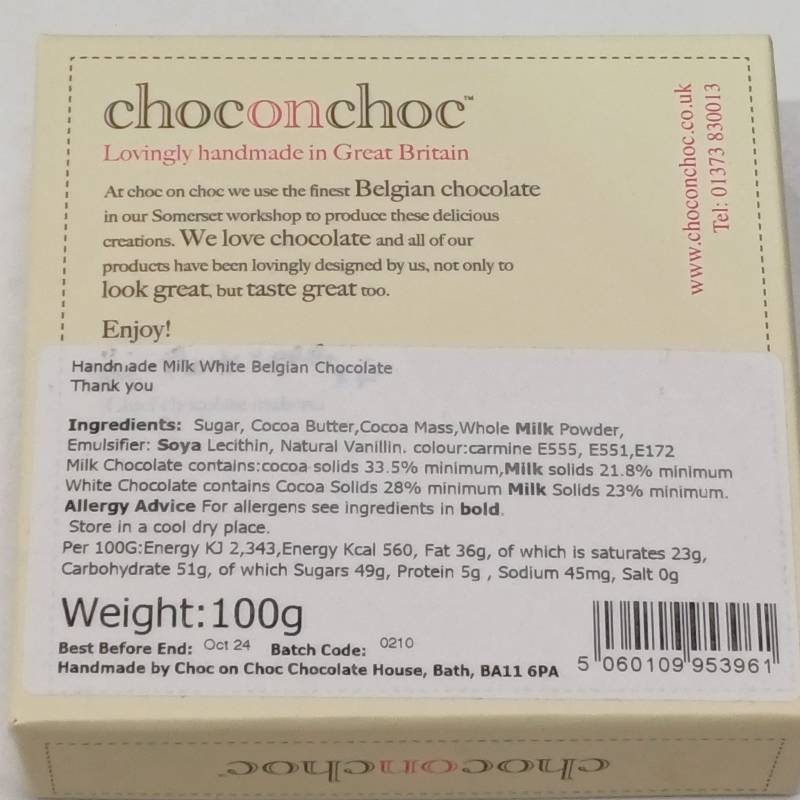 choconchoc™
Lovingly handmade in Great Britain
At choc on choc we use the finest Belgian chocolate
in our Somerset workshop to produce these delicious
creations. We love chocolate and all of our
products have been lovingly designed by us, not only to
look great, but taste great too.
Enjoy!
www.choconchoc.co.uk
Tel: 01373 830013
Handmade Milk White Belgian Chocolate
Thank you
Ingredients: Sugar, Cocoa Butter,Cocoa Mass,Whole Milk Powder,
Emulsifier: Soya Lecithin, Natural Vanillin. colour:carmine E555, E551,E172
Milk Chocolate contains:cocoa solids 33.5% minimum,Milk solids 21.8% minimum
White Chocolate contains Cocoa Solids 28% minimum Milk Solids 23% minimum.
Allergy Advice For allergens see ingredients in bold.
Store in a cool dry place.
Per 100G:Energy KJ 2,343,Energy Kcal 560, Fat 36g, of which is saturates 23g,
Carbohydrate 51g, of which Sugars 49g, Protein 5g , Sodium 45mg, Salt 0g
Weight:100g
Best Before End: Oct 24 Batch Code: 0210
Handmade by Choc on Choc Chocolate House, Bath, BA11 6PA
5 060109 953961
choconchoc™